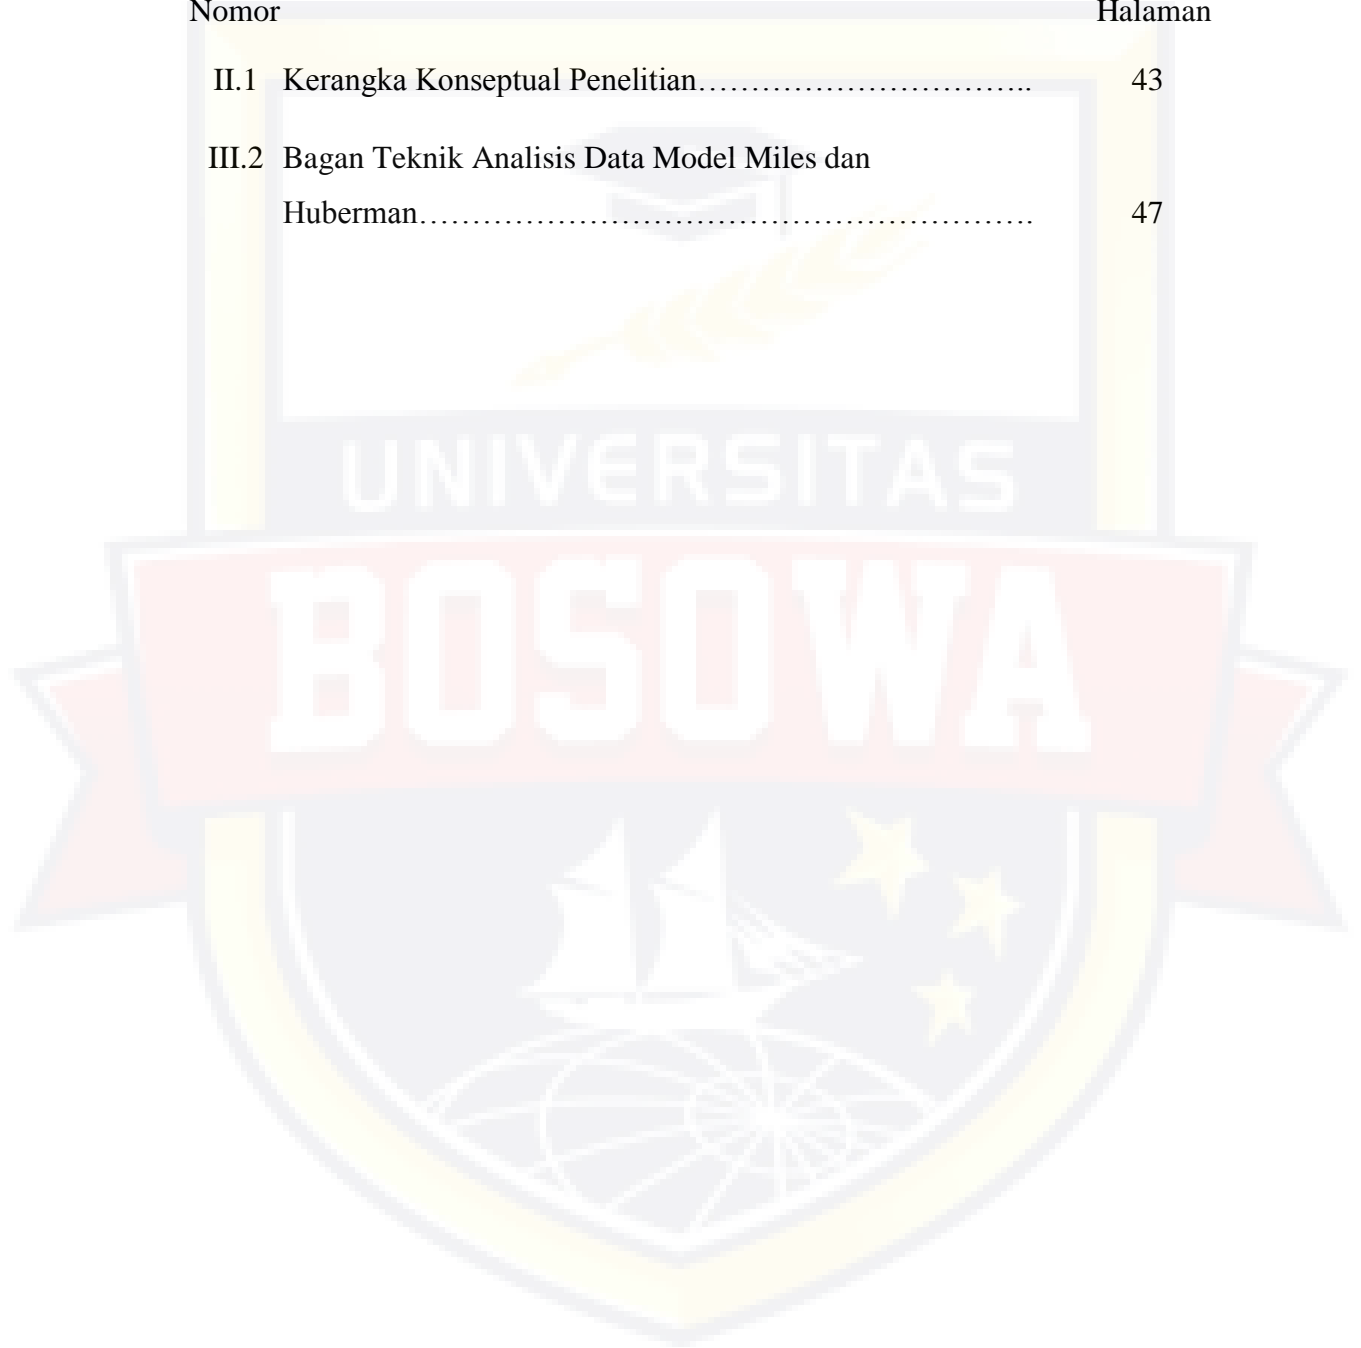 Nomor Halaman
II.1 Kerangka Konseptual Penelitian…………………………….. 43
III.2 Bagan Teknik Analisis Data Model Miles dan
Huberman……………………………………………………. 47
UNIVERSITAS
BOSOWA